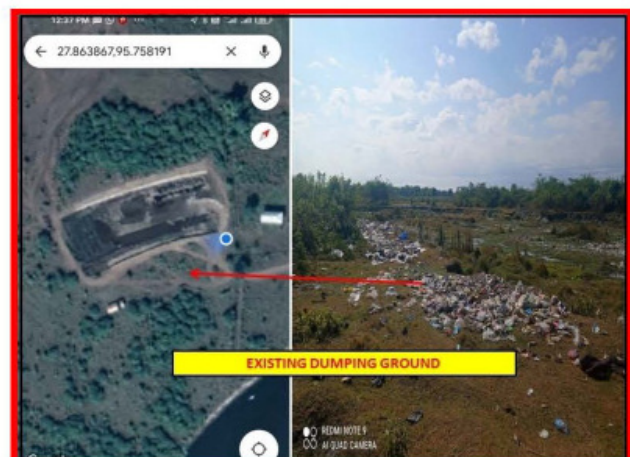 12:37 PM
27.863867,95.758191
EXISTING DUMPING GROUND
REDMI NOTE 9
AI QUAD CAMERA